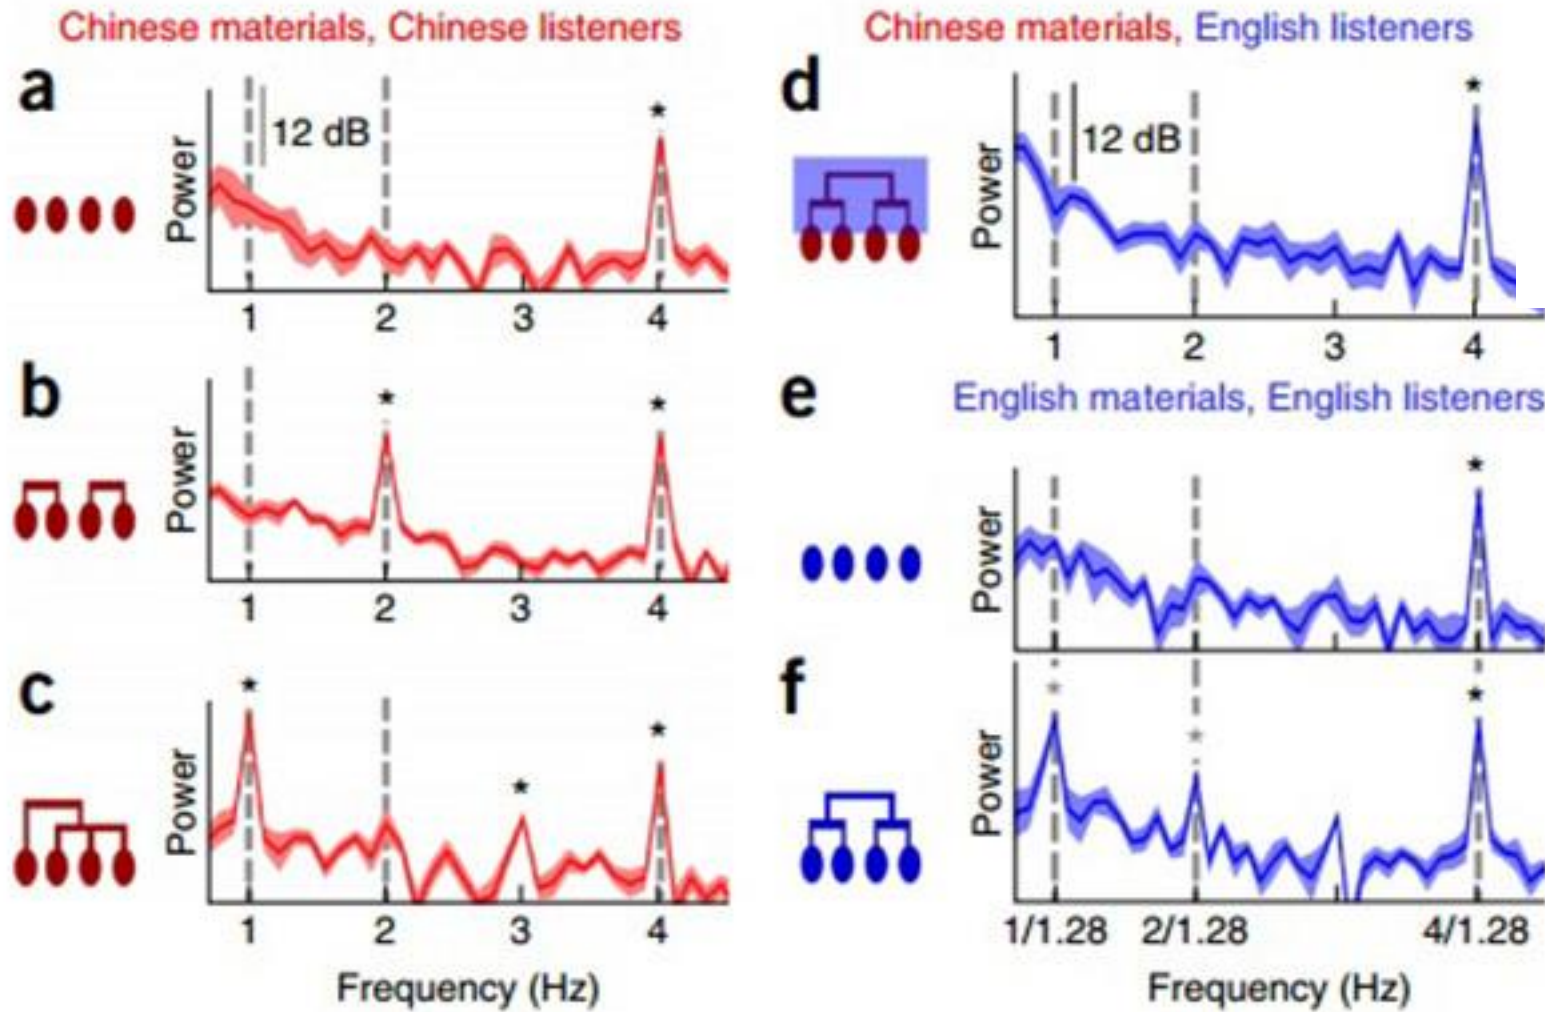 Chinese materials, Chinese listeners
a
12 dB
*
Power
1 2 3 4
b
* *
Power
1 2 3 4
c
* * *
Power
1 2 3 4
Frequency (Hz)
Chinese materials, English listeners
d
12 dB
*
Power
1 2 3 4
e
English materials, English listeners
*
Power
f
* * *
Power
1/1.28 2/1.28 4/1.28
Frequency (Hz)